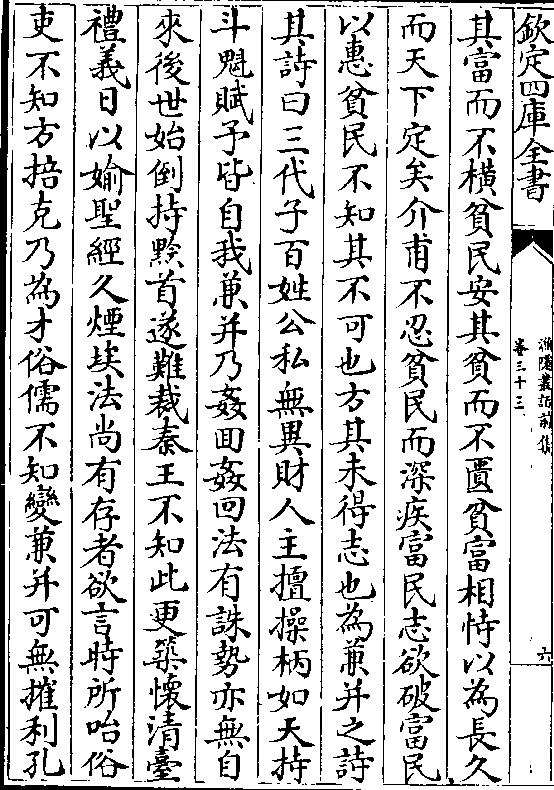 欽定四庫全書
漁隱叢話前集
卷三十三
六
其富而不横貧民安其貧而不匱貧富相恃以為長久
而天下定矣介甫不忍貧民而深疾富民志欲破富民
以惠貧民不知其不可也方其未得志也為兼并之詩
其詩曰三代子百姓公私無異財人主擅操柄如天持
斗魁賦予皆自我兼并乃姦回姦回法有誅勢亦無自
來後世始倒持黔首遂難裁秦王不知此更築懷清臺
禮義日以媮聖經久煙埃法尚有存者欲言時所咍俗
吏不知方掊克乃為才俗儒不知變兼并可無摧利孔